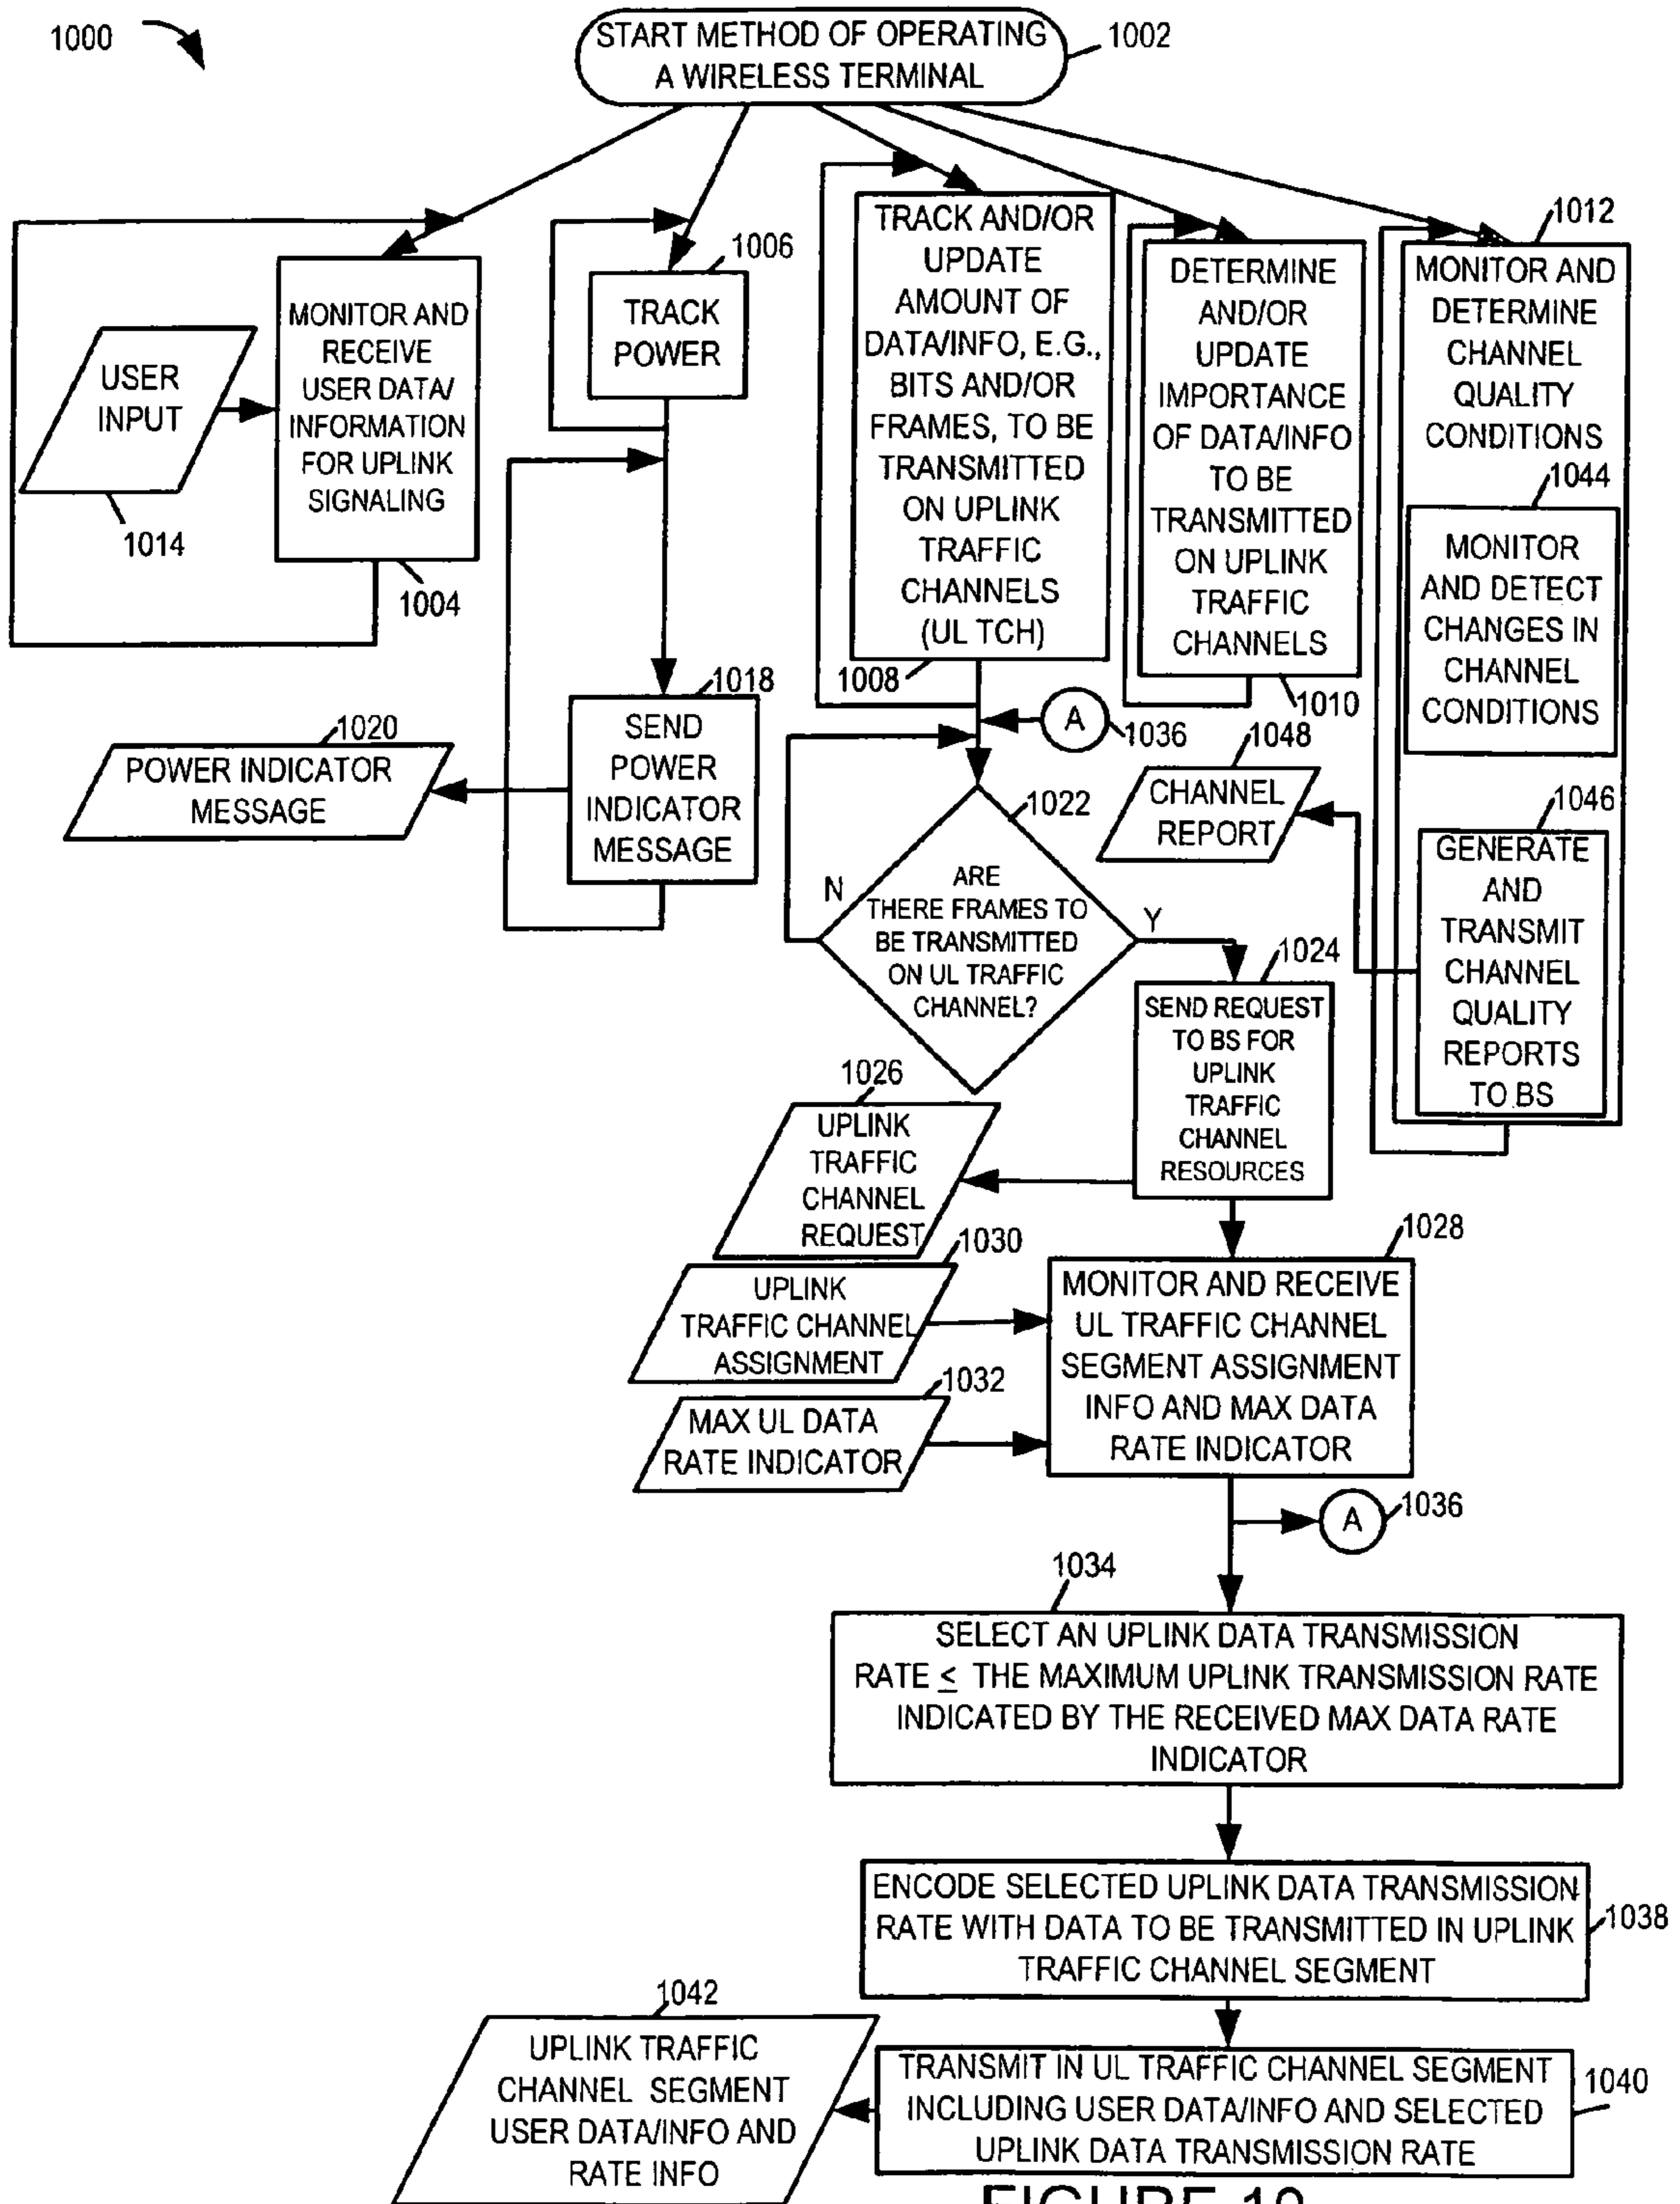 1000
START METHOD OF OPERATING
A WIRELESS TERMINAL
1002
USER
INPUT
1014
MONITOR AND
RECEIVE
USER DATA/
INFORMATION
FOR UPLINK
SIGNALING
1004
1006
TRACK
POWER
1018
SEND
POWER
INDICATOR
MESSAGE
1020
POWER INDICATOR
MESSAGE
TRACK AND/OR
UPDATE
AMOUNT OF
DATA/INFO, E.G.,
BITS AND/OR
FRAMES, TO BE
TRANSMITTED
ON UPLINK
TRAFFIC
CHANNELS
(UL TCH)
1008
DETERMINE
AND/OR
UPDATE
IMPORTANCE
OF DATA/INFO
TO BE
TRANSMITTED
ON UPLINK
TRAFFIC
CHANNELS
1010
1012
MONITOR AND
DETERMINE
CHANNEL
QUALITY
CONDITIONS
1044
MONITOR
AND DETECT
CHANGES IN
CHANNEL
CONDITIONS
1046
GENERATE
AND
TRANSMIT
CHANNEL
QUALITY
REPORTS
TO BS
1048
CHANNEL
REPORT
A
1036
1022
ARE
THERE FRAMES TO
BE TRANSMITTED
ON UL TRAFFIC
CHANNEL?
N
Y
1024
SEND REQUEST
TO BS FOR
UPLINK
TRAFFIC
CHANNEL
RESOURCES
1026
UPLINK
TRAFFIC
CHANNEL
REQUEST
1030
UPLINK
TRAFFIC CHANNEL
ASSIGNMENT
1032
MAX UL DATA
RATE INDICATOR
1028
MONITOR AND RECEIVE
UL TRAFFIC CHANNEL
SEGMENT ASSIGNMENT
INFO AND MAX DATA
RATE INDICATOR
A
1036
1034
SELECT AN UPLINK DATA TRANSMISSION
RATE ≤ THE MAXIMUM UPLINK TRANSMISSION RATE
INDICATED BY THE RECEIVED MAX DATA RATE
INDICATOR
ENCODE SELECTED UPLINK DATA TRANSMISSION
RATE WITH DATA TO BE TRANSMITTED IN UPLINK
TRAFFIC CHANNEL SEGMENT
1038
1042
UPLINK TRAFFIC
CHANNEL SEGMENT
USER DATA/INFO AND
RATE INFO
TRANSMIT IN UL TRAFFIC CHANNEL SEGMENT
INCLUDING USER DATA/INFO AND SELECTED
UPLINK DATA TRANSMISSION RATE
1040
FIGURE 10